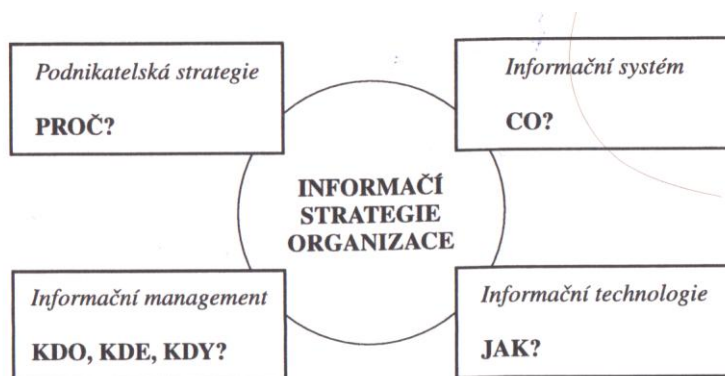 Podnikatelská strategie
PROČ?
Informační systém
CO?
INFORMAČÍ
STRATEGIE
ORGANIZACE
Informační management
KDO, KDE, KDY?
Informační technologie
JAK?